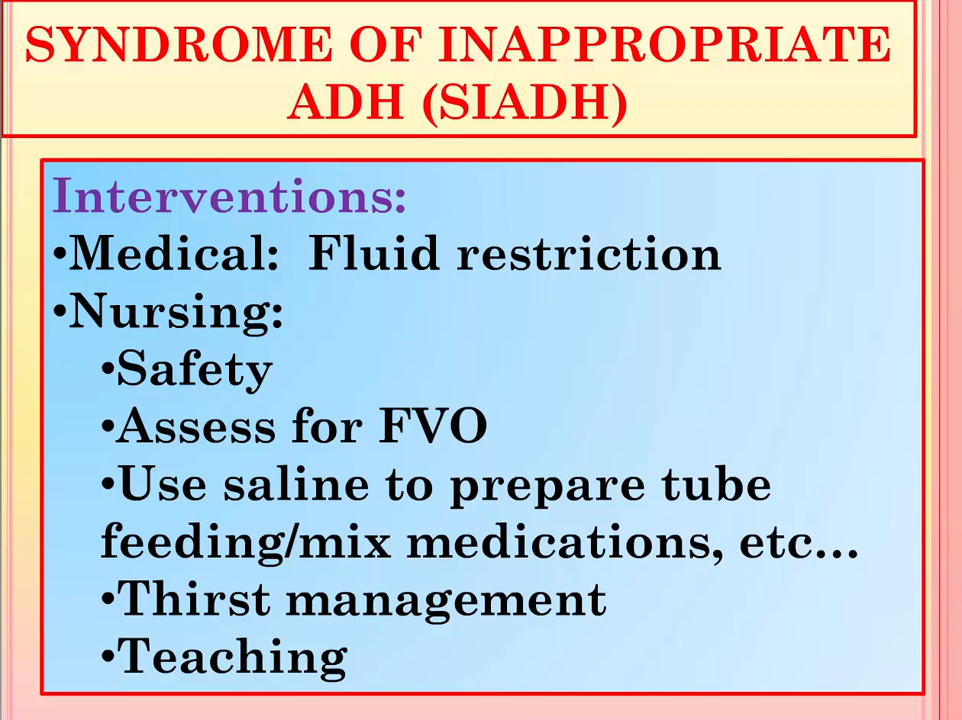 SYNDROME OF INAPPROPRIATE
ADH (SIADH)
Interventions:
•Medical:  Fluid restriction
•Nursing:
•Safety
•Assess for FVO
•Use saline to prepare tube
feeding/mix medications, etc…
•Thirst management
•Teaching